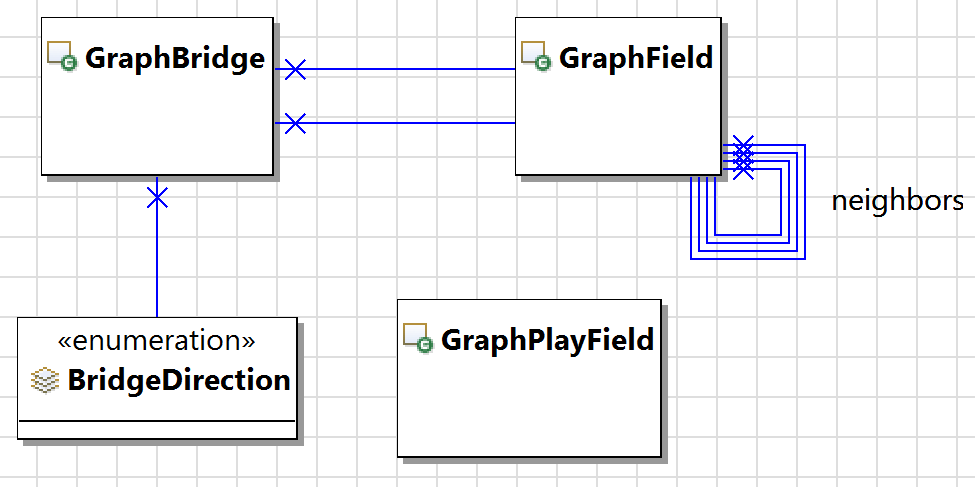 GraphBridge
GraphField
neighbors
«enumeration»
BridgeDirection
GraphPlayField